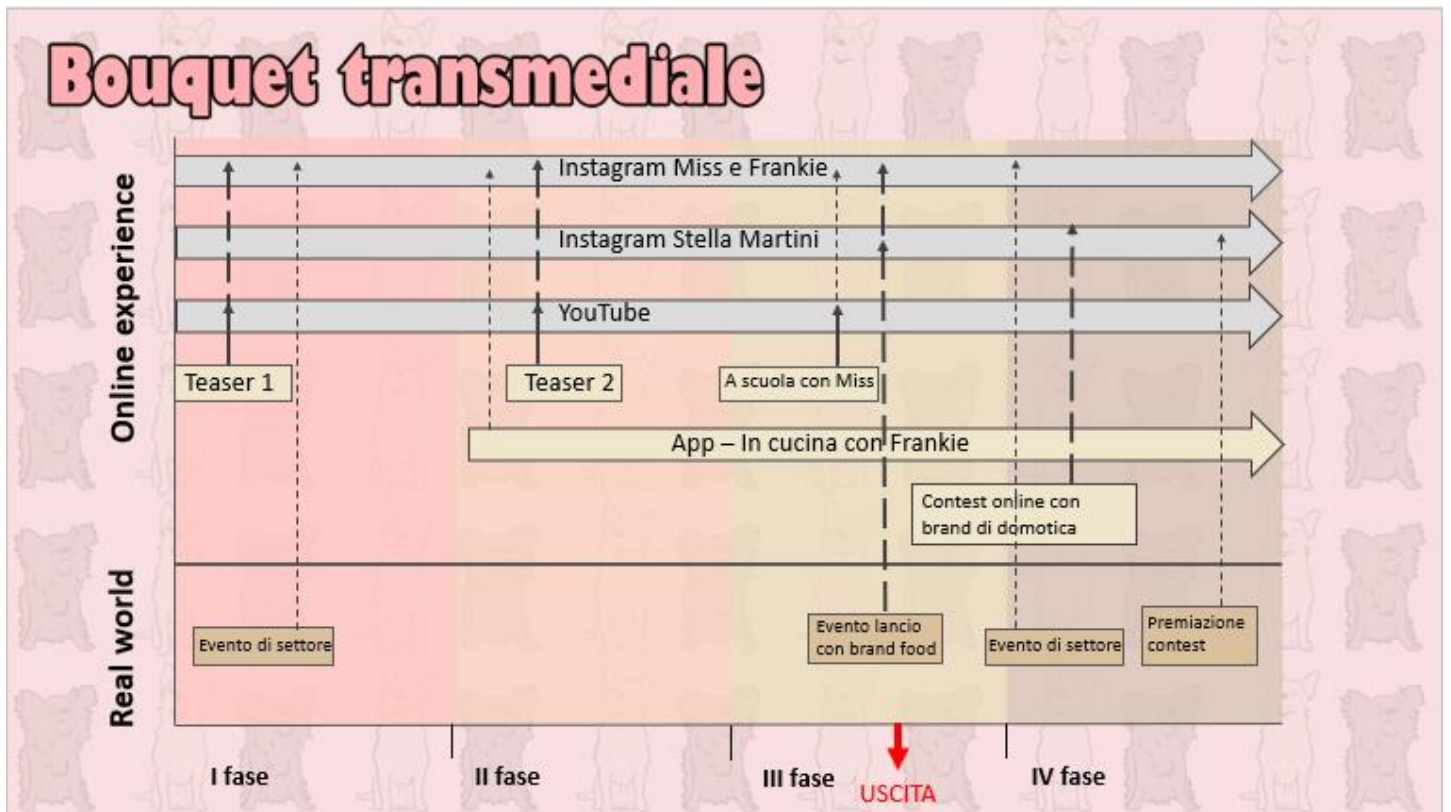 Bouquet transmediale
Online experience
Instagram Miss e Frankie
Instagram Stella Martini
YouTube
Teaser 1
Teaser 2
A scuola con Miss
App – In cucina con Frankie
Contest online con
brand di domotica
Real world
Evento di settore
Evento lancio
con brand food
Evento di settore
Premiazione
contest
I fase
II fase
III fase
USCITA
IV fase